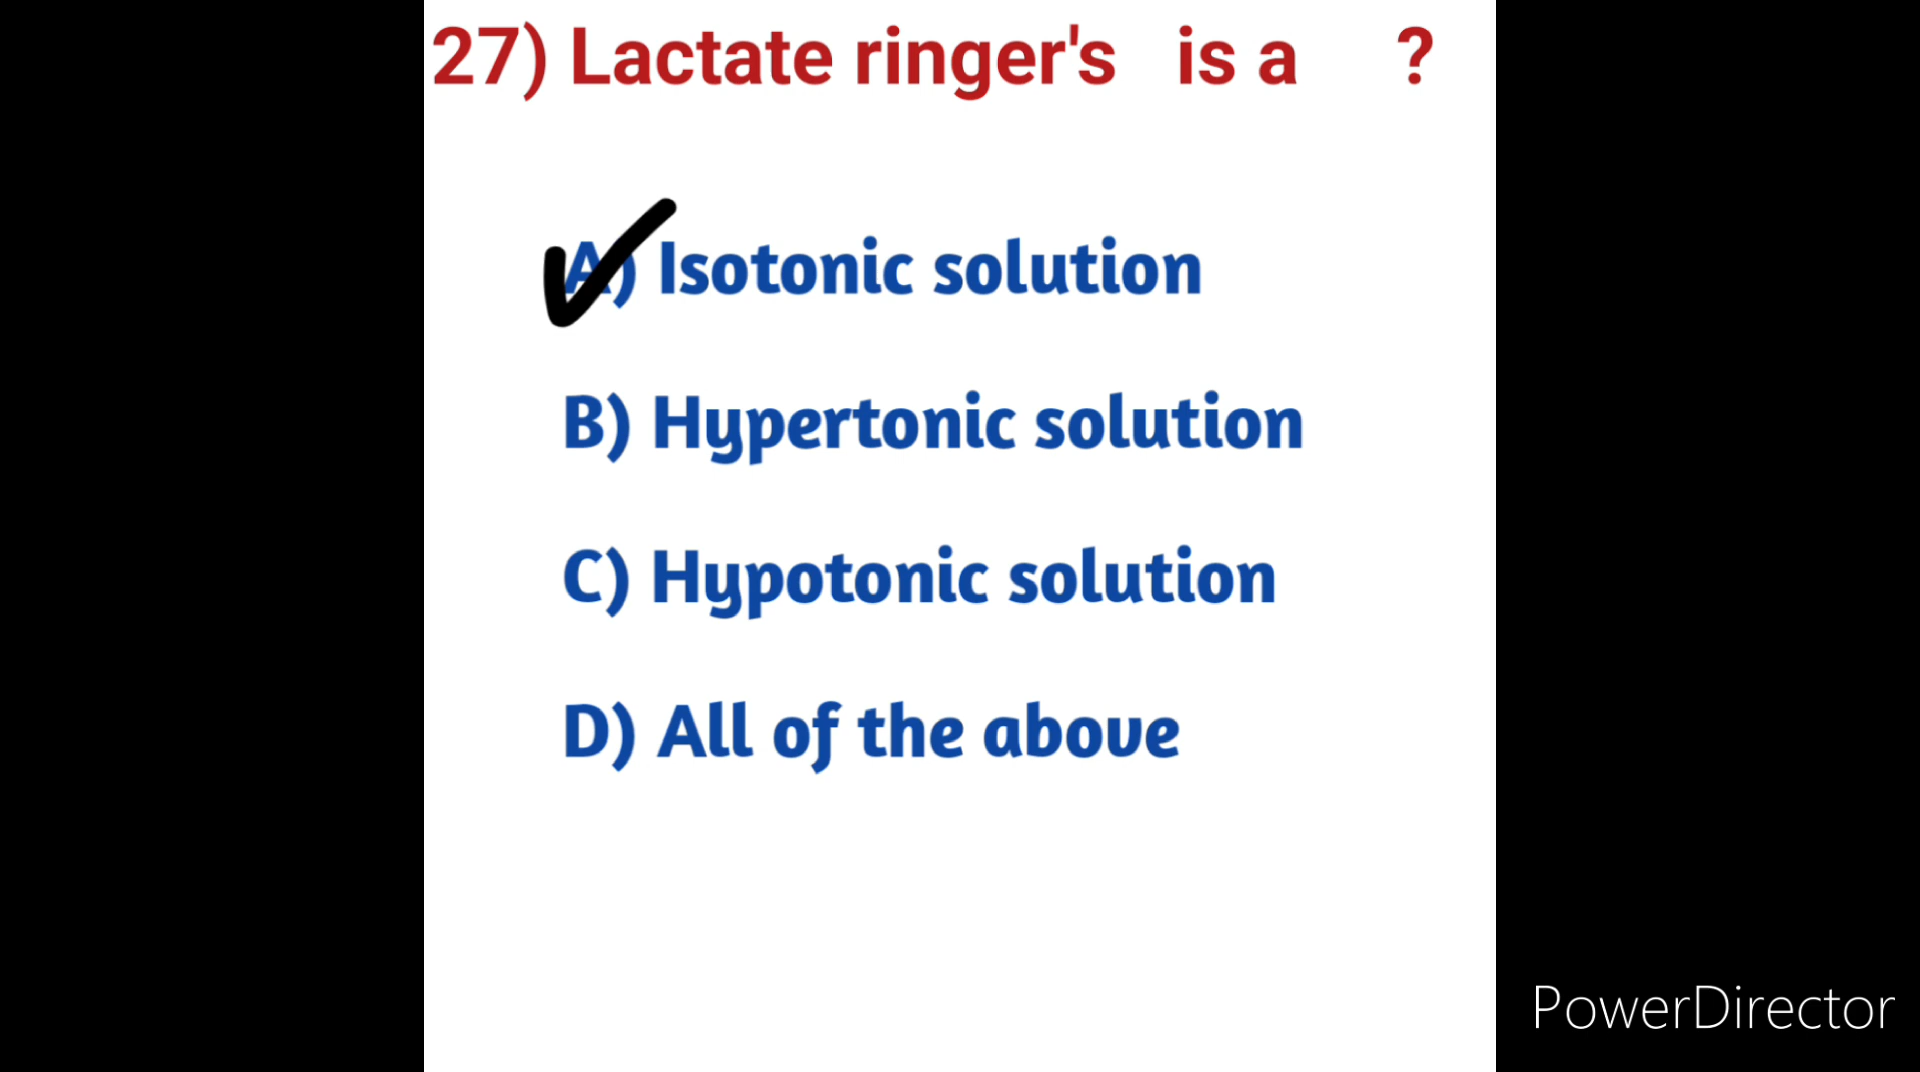 27) Lactate ringer's is a ?
A) Isotonic solution
B) Hypertonic solution
C) Hypotonic solution
D) All of the above
PowerDirector